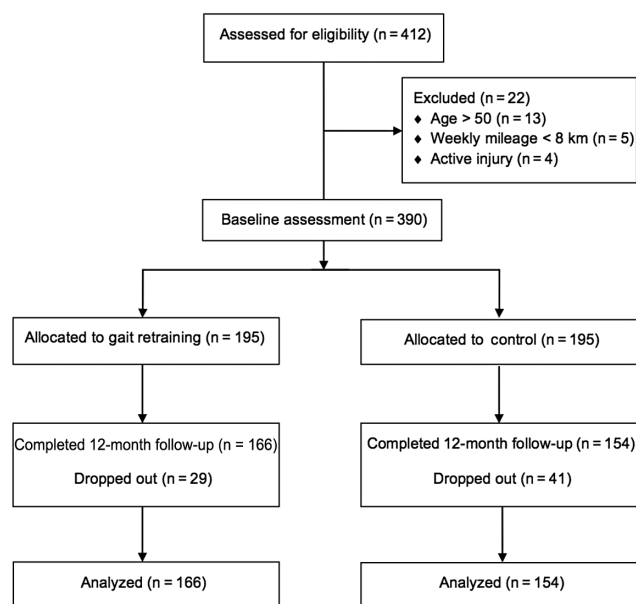 Assessed for eligibility (n = 412)
Excluded (n = 22)
♦ Age > 50 (n = 13)
♦ Weekly mileage < 8 km (n = 5)
♦ Active injury (n = 4)
Baseline assessment (n = 390)
Allocated to gait retraining (n = 195)
Allocated to control (n = 195)
Completed 12-month follow-up (n = 166)
Dropped out (n = 29)
Completed 12-month follow-up (n = 154)
Dropped out (n = 41)
Analyzed (n = 166)
Analyzed (n = 154)